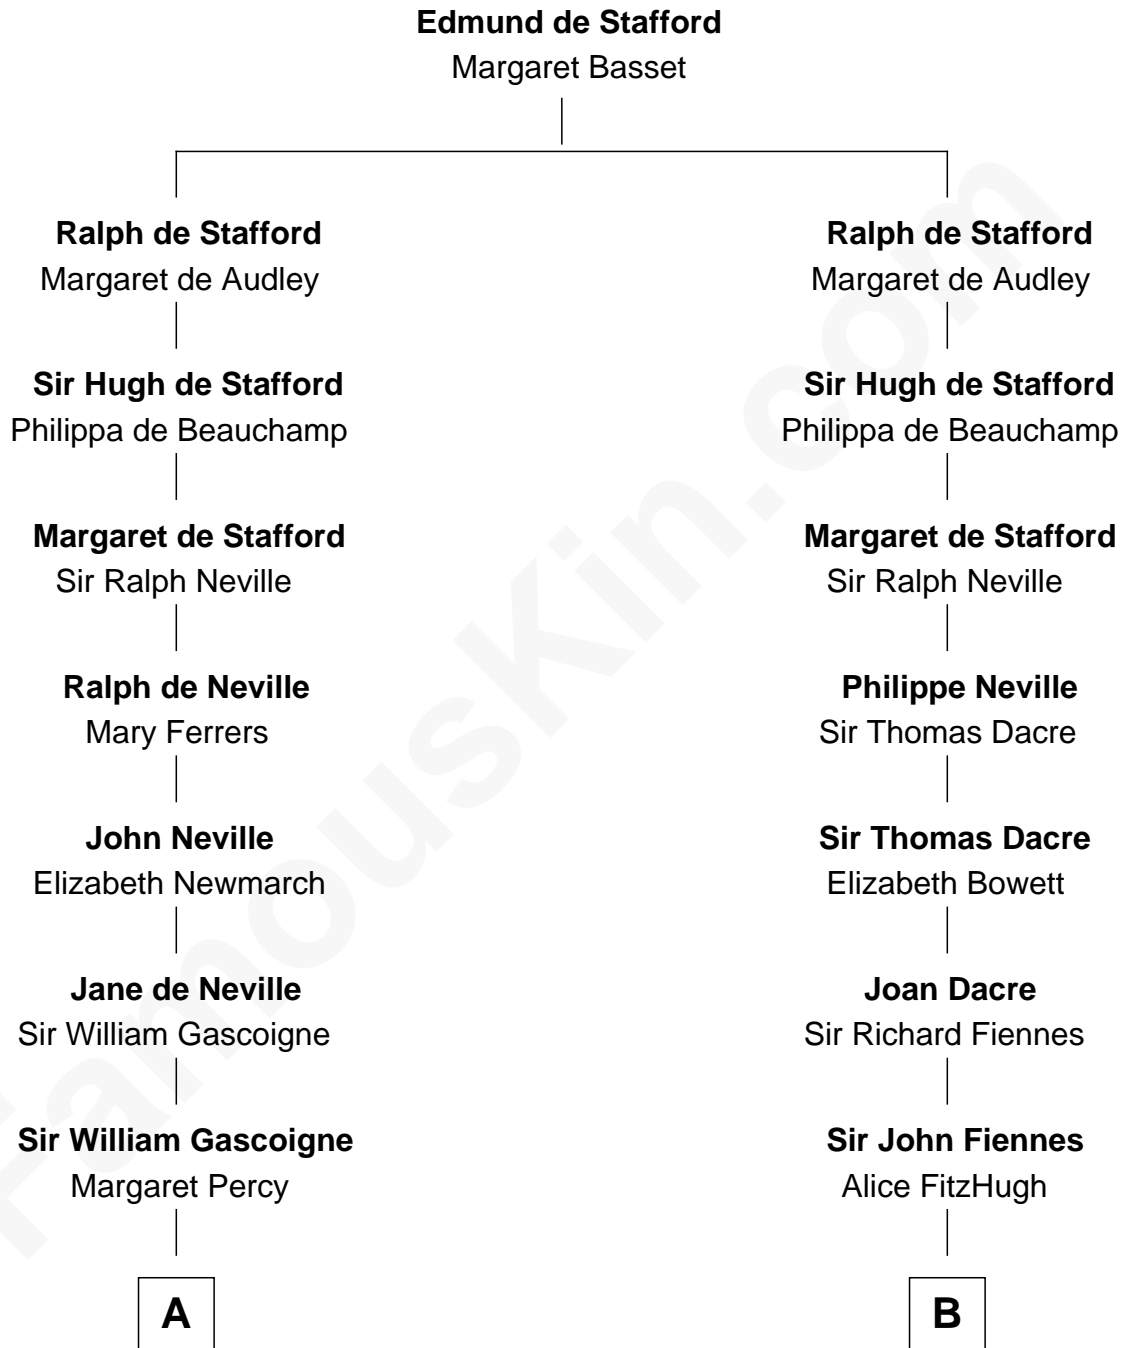 Edmund de Stafford
Margaret Basset
Ralph de Stafford
Margaret de Audley
Sir Hugh de Stafford
Philippa de Beauchamp
Margaret de Stafford
Sir Ralph Neville
Ralph de Neville
Mary Ferrers
John Neville
Elizabeth Newmarch
Jane de Neville
Sir William Gascoigne
Sir William Gascoigne
Margaret Percy
A
Ralph de Stafford
Margaret de Audley
Sir Hugh de Stafford
Philippa de Beauchamp
Margaret de Stafford
Sir Ralph Neville
Philippe Neville
Sir Thomas Dacre
Sir Thomas Dacre
Elizabeth Bowett
Joan Dacre
Sir Richard Fiennes
Sir John Fiennes
Alice FitzHugh
B
FamousKin.com